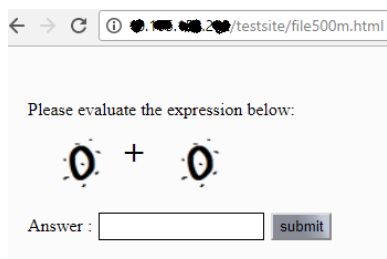 /testsite/file500m.html
Please evaluate the expression below:
0 + 0
Answer :
submit